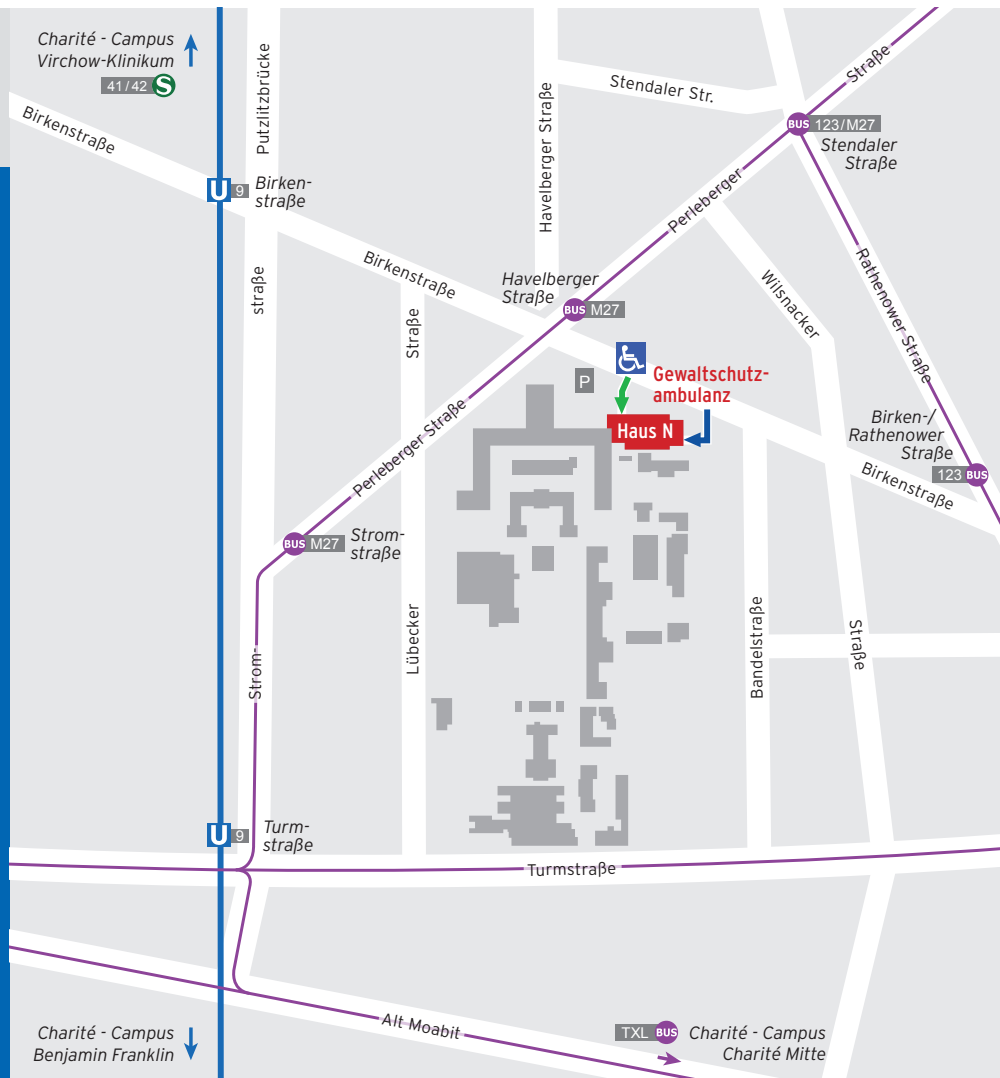 Charité - Campus
Virchow-Klinikum
41/42 S
Birkenstraße
Putzlitzbrücke
Havelberger Straße
Stendaler Str.
Straße
BUS 123/M27
Stendaler
Straße
U 9 Birken-
straße
Perleberger
Rathenower Straße
Wilsnacker
straße
Birkenstraße
Straße
Havelberger
Straße
BUS M27
P
Gewaltschutz-
ambulanz
Haus N
Birken-/
Rathenower
Straße
123 BUS
Birkenstraße
Perleberger Straße
BUS M27 Strom-
straße
Lübecker
Strom-
Bandelstraße
Straße
U 9 Turm-
straße
Turmstraße
Alt Moabit
Charité - Campus
Benjamin Franklin
TXL BUS Charité - Campus
Charité Mitte